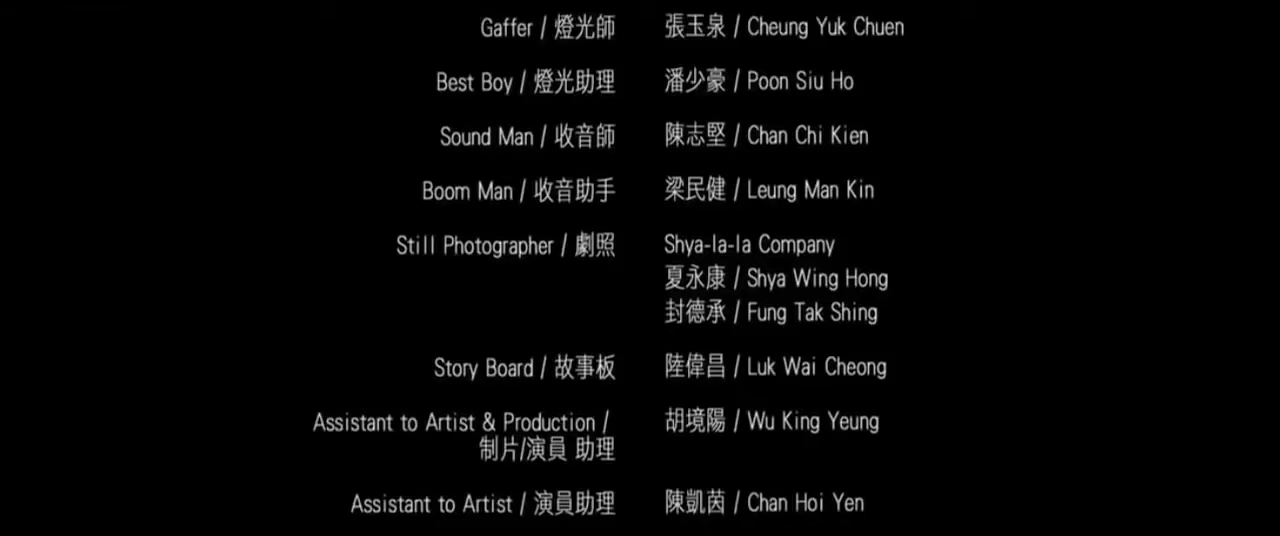 Gaffer / 燈光師 張玉泉 / Cheung Yuk Chuen
Best Boy / 燈光助理 潘少豪 / Poon Siu Ho
Sound Man / 收音師 陳志堅 / Chan Chi Kien
Boom Man / 收音助手 梁民健 / Leung Man Kin
Still Photographer / 劇照 Shya-la-la Company
夏永康 / Shya Wing Hong
封德承 / Fung Tak Shing
Story Board / 故事板 陸偉昌 / Luk Wai Cheong
Assistant to Artist & Production / 胡境陽 / Wu King Yeung
制片/演員 助理
Assistant to Artist / 演員助理 陳凱茵 / Chan Hoi Yen